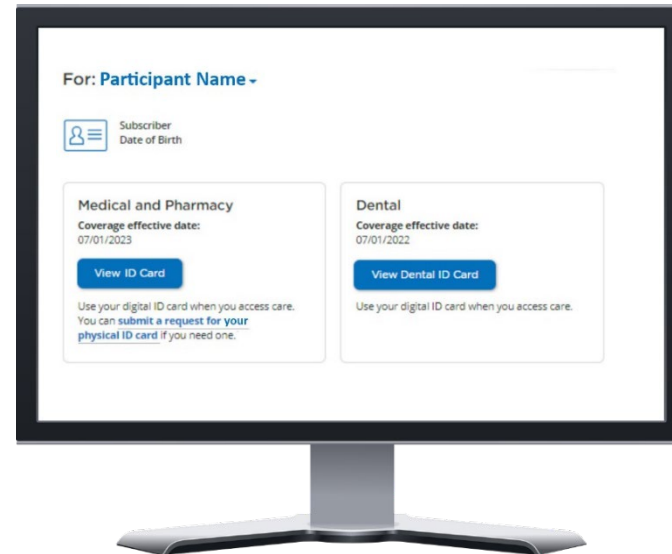 For: Participant Name
Subscriber
Date of Birth
Medical and Pharmacy
Coverage effective date:
07/01/2023
View ID Card
Use your digital ID card when you access care.
You can submit a request for your
physical ID card if you need one.
Dental
Coverage effective date:
07/01/2022
View Dental ID Card
Use your digital ID card when you access care.